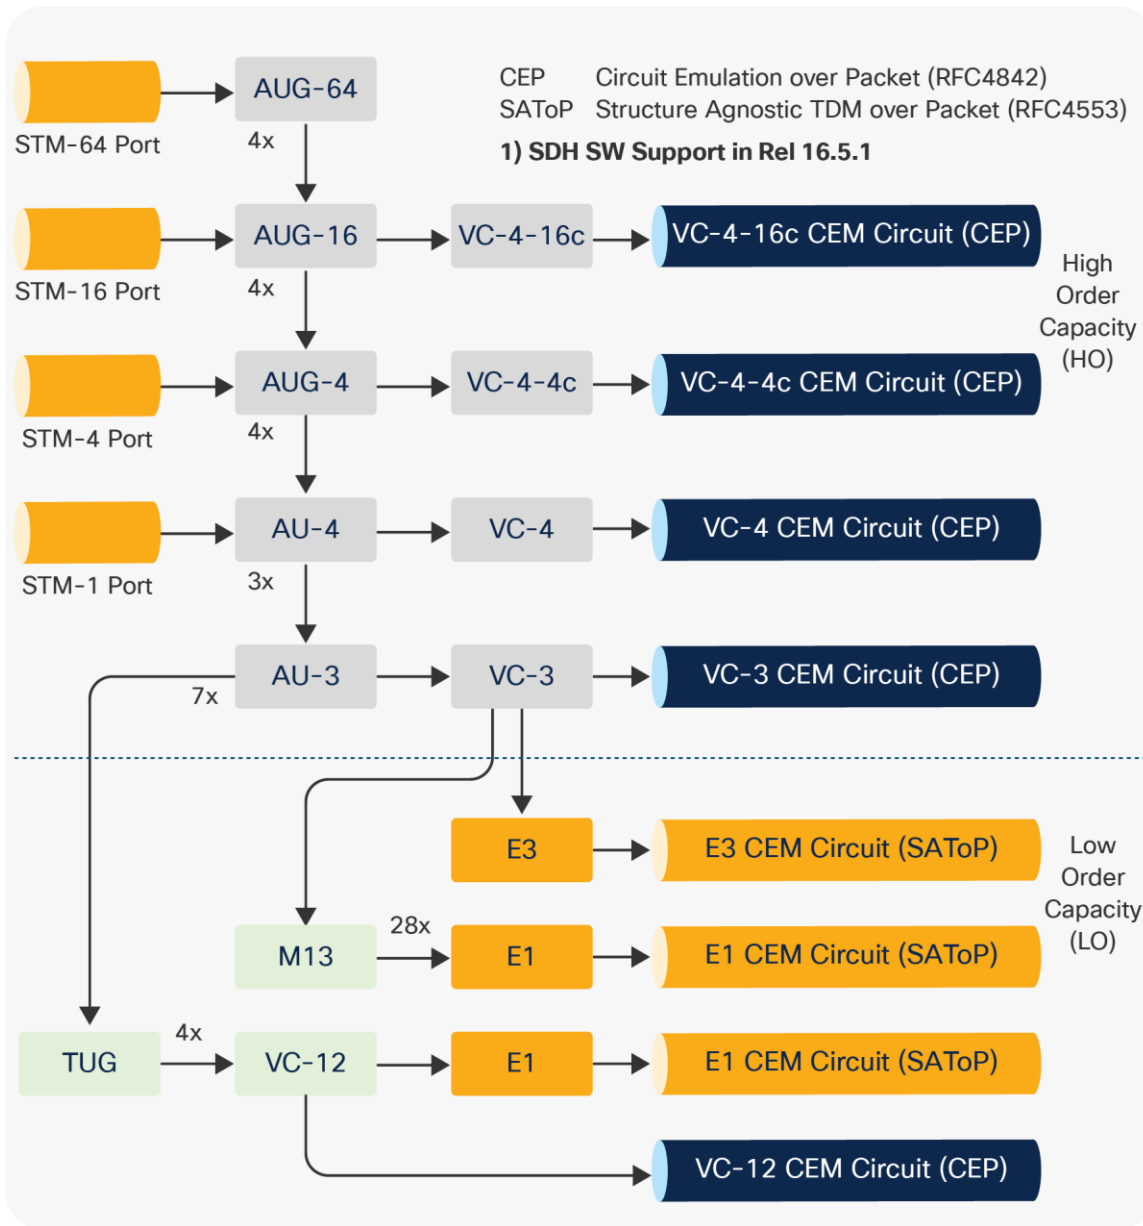 AUG-64
STM-64 Port
CEP Circuit Emulation over Packet (RFC4842)
SAToP Structure Agnostic TDM over Packet (RFC4553)
1) SDH SW Support in Rel 16.5.1
4x
AUG-16
VC-4-16c
VC-4-16c CEM Circuit (CEP)
STM-16 Port
4x
High
Order
Capacity
(HO)
AUG-4
VC-4-4c
VC-4-4c CEM Circuit (CEP)
STM-4 Port
4x
AU-4
VC-4
VC-4 CEM Circuit (CEP)
STM-1 Port
3x
AU-3
VC-3
VC-3 CEM Circuit (CEP)
7x
E3
E3 CEM Circuit (SAToP)
Low
Order
Capacity
(LO)
M13
28x
E1
E1 CEM Circuit (SAToP)
TUG
4x
VC-12
E1
E1 CEM Circuit (SAToP)
VC-12 CEM Circuit (CEP)